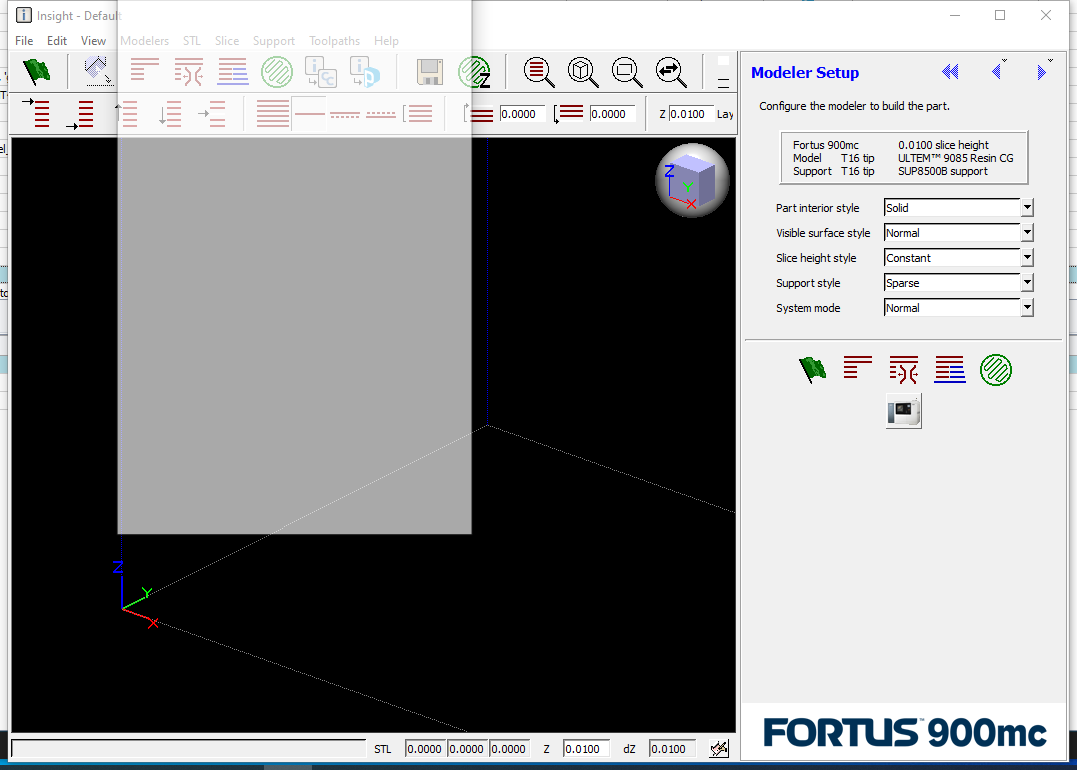 Insight - Default
File Edit View Modelers STL Slice Support Toolpaths Help
0.0000 0.0000 Z 0.0100 Lay
Modeler Setup
Configure the modeler to build the part.
Fortus 900mc 0.0100 slice height
Model T16 tip ULTEM™ 9085 Resin CG
Support T16 tip SUP8500B support
Part interior style Solid
Visible surface style Normal
Slice height style Constant
Support style Sparse
System mode Normal
Z
Y
X
Z
Y
X
STL 0.0000 0.0000 0.0000 Z 0.0100 dZ 0.0100
FORTUS™ 900mc